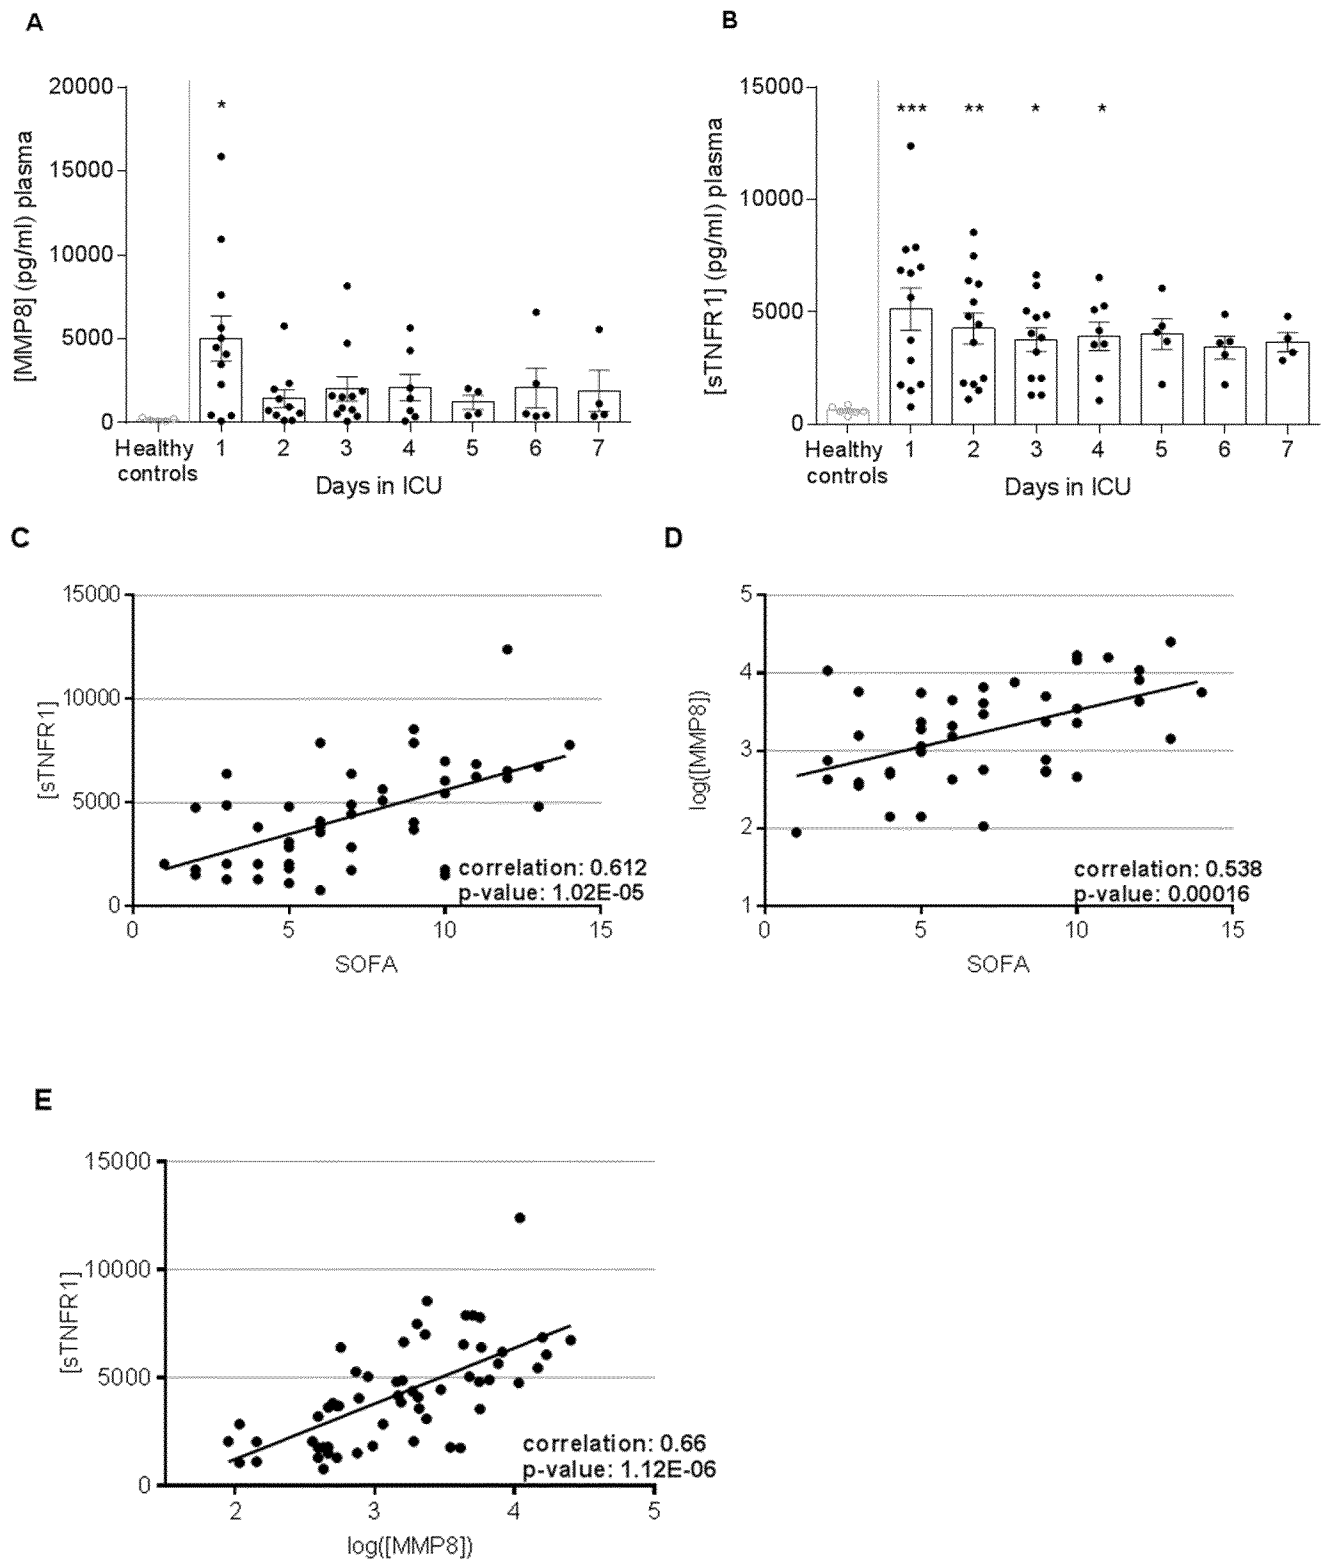 A
[MMP8] (pg/ml) plasma
20000
15000
10000
5000
0
*
Healthy
controls
1 2 3 4 5 6 7
Days in ICU
B
[sTNFR1] (pg/ml) plasma
15000
10000
5000
0
*** ** * *
Healthy
controls
1 2 3 4 5 6 7
Days in ICU
C
[sTNFR1]
15000
10000
5000
0
correlation: 0.612
p-value: 1.02E-05
0 5 10 15
SOFA
D
log([MMP8])
5
4
3
2
1
correlation: 0.538
p-value: 0.00016
0 5 10 15
SOFA
E
[sTNFR1]
15000
10000
5000
0
correlation: 0.66
p-value: 1.12E-06
2 3 4 5
log([MMP8])